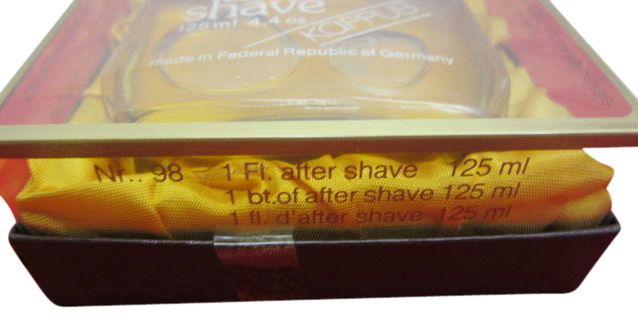 shave
125 ml 4.4 oz
KOPPUS
made in Federal Republic of Germany
Nr.: 98 1 Fl. after shave 125 ml
1 bt.of after shave 125 ml
1 fl. d'after shave 125 ml